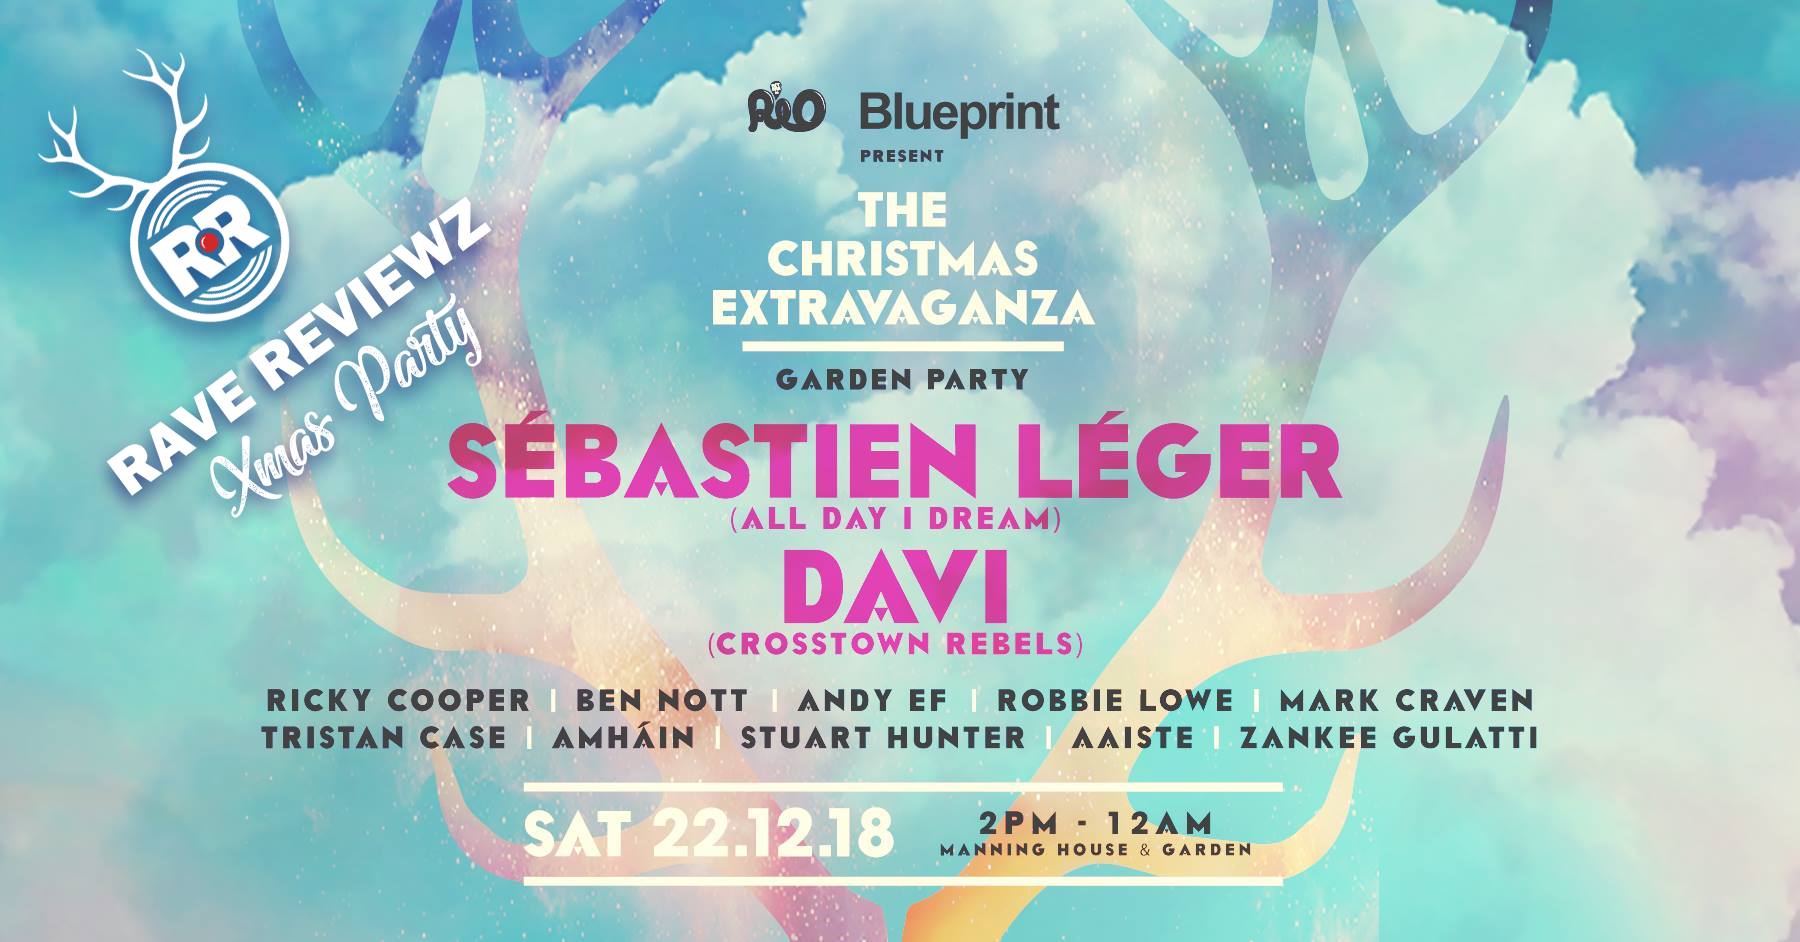 RR
RAVE REVIEWZ
Xmas Party
Rio Blueprint
PRESENT
THE
CHRISTMAS
EXTRAVAGANZA
GARDEN PARTY
SÉBASTIEN LÉGER
(ALL DAY I DREAM)
DAVI
(CROSSTOWN REBELS)
RICKY COOPER | BEN NOTT | ANDY EF | ROBBIE LOWE | MARK CRAVEN
TRISTAN CASE | AMHÁIN | STUART HUNTER | AAISTE | ZANKEE GULATTI
SAT 22.12.18
2PM - 12AM
MANNING HOUSE & GARDEN